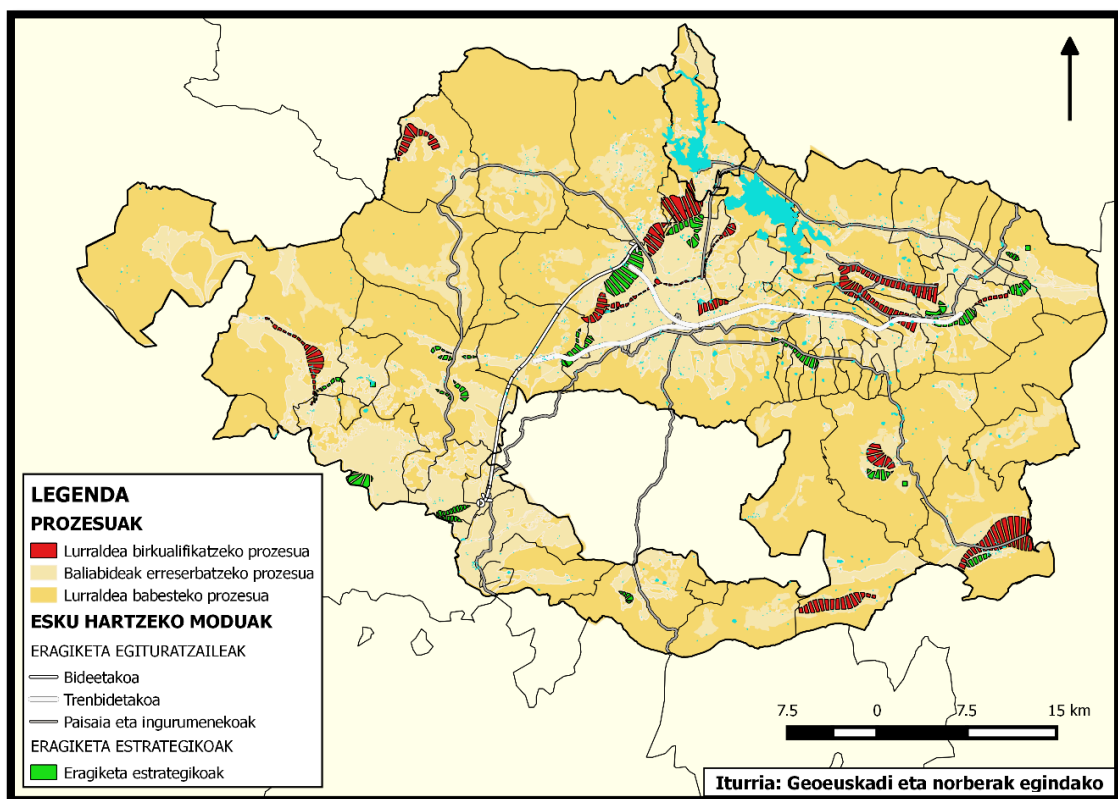 LEGENDA
PROZESUAK
Lurraldea birkualifikatzeko prozesua
Baliabideak erreserbatzeko prozesua
Lurraldea babesteko prozesua
ESKU HARTZEKO MODUAK
ERAGIKETA EGITURATZAILEAK
Bideetakoa
Trenbidetakoa
Paisaia eta ingurumenekoak
ERAGIKETA ESTRATEGIKOAK
Eragiketa estrategikoak
7.5 0 7.5 15 km
Iturria: Geoeuskadi eta norberak egindako